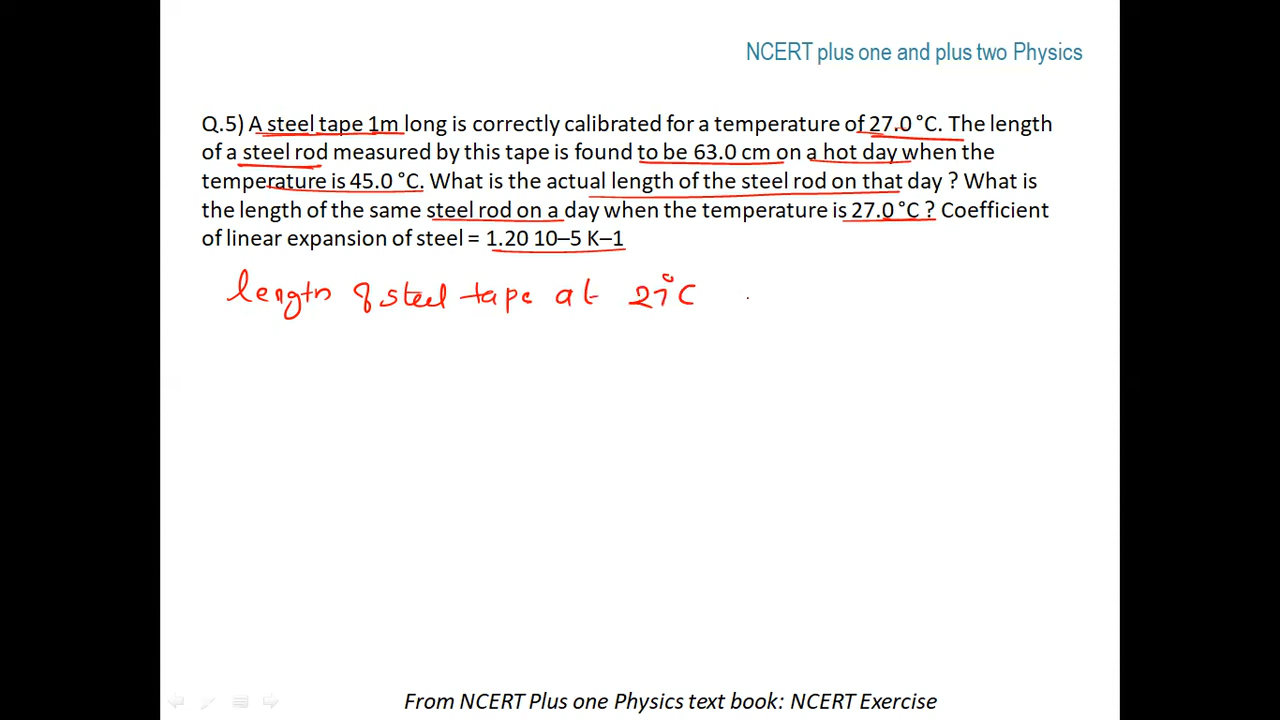 NCERT plus one and plus two Physics
Q.5) A steel tape 1m long is correctly calibrated for a temperature of 27.0 °C. The length
of a steel rod measured by this tape is found to be 63.0 cm on a hot day when the
temperature is 45.0 °C. What is the actual length of the steel rod on that day ? What is
the length of the same steel rod on a day when the temperature is 27.0 °C ? Coefficient
of linear expansion of steel = 1.20 10–5 K–1
length of steel tape at 27°C
From NCERT Plus one Physics text book: NCERT Exercise